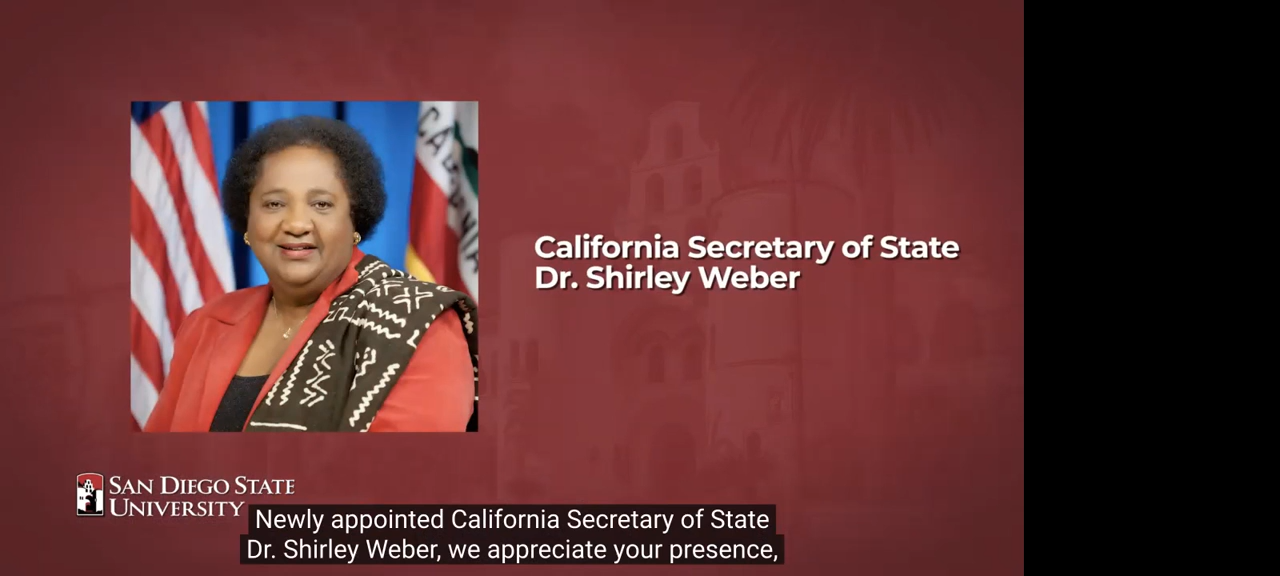 CALIFORNIA
California Secretary of State
Dr. Shirley Weber
SAN DIEGO STATE
UNIVERSITY
Newly appointed California Secretary of State
Dr. Shirley Weber, we appreciate your presence,